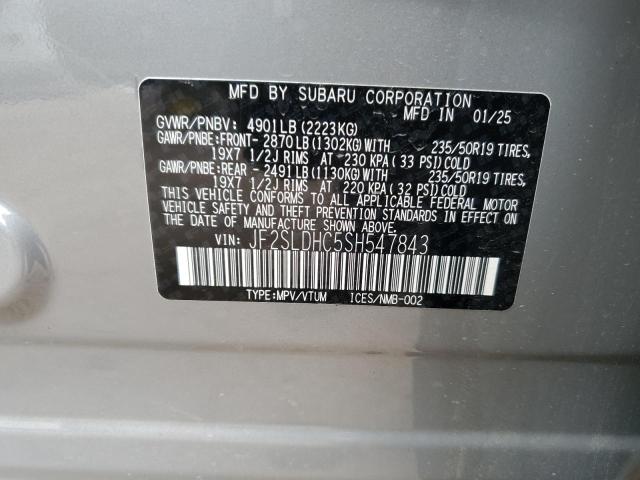 MFD BY SUBARU CORPORATION
MFD IN 01/25
GVWR/PNBV: 4901LB(2223KG)
GAWR/PNBE:FRONT- 2870LB(1302KG)WITH 235/50R19 TIRES,
19X7 1/2J RIMS AT 230 KPA (33 PSI)COLD
GAWR/PNBE:REAR - 2491LB(1130KG)WITH 235/50R19 TIRES,
19X7 1/2J RIMS AT 220 KPA (32 PSI)COLD
THIS VEHICLE CONFORMS TO ALL APPLICABLE FEDERAL MOTOR
VEHICLE SAFETY AND THEFT PREVENTION STANDARDS IN EFFECT ON
THE DATE OF MANUFACTURE SHOWN ABOVE.
VIN: JF2SLDHC5SH547843
TYPE:MPV/VTUM ICES/NMB-002